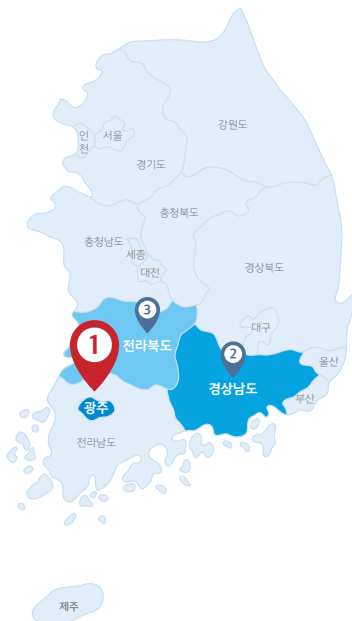 강원도
인
천
서울
경기도
충청북도
충청남도
세종
대전
경상북도
3
대구
1
전라북도
2
울산
경상남도
부산
광주
전라남도
제주